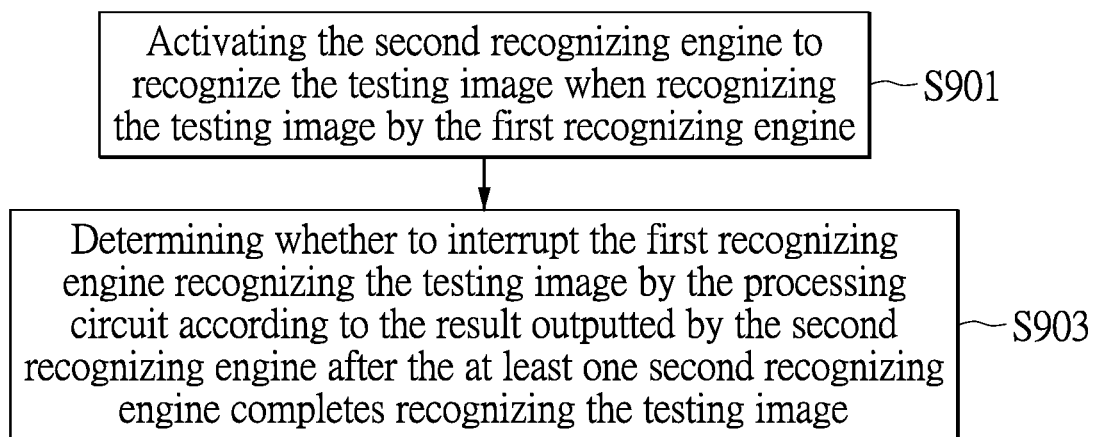 Activating the second recognizing engine to
recognize the testing image when recognizing
the testing image by the first recognizing engine
S901
Determining whether to interrupt the first recognizing
engine recognizing the testing image by the processing
circuit according to the result outputted by the second
recognizing engine after the at least one second recognizing
engine completes recognizing the testing image
S903